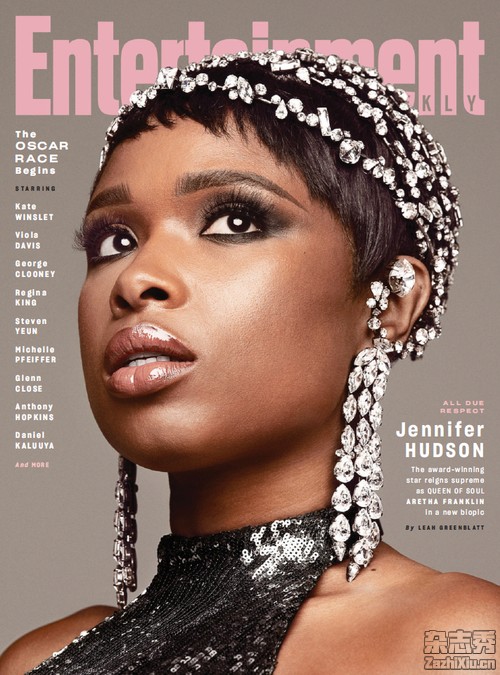 Entertainment
KLY
The
OSCAR
RACE
Begins
STARRING
Kate
WINSLET
Viola
DAVIS
George
CLOONEY
Regina
KING
Steven
YEUN
Michelle
PFEIFFER
Glenn
CLOSE
Anthony
HOPKINS
Daniel
KALUUYA
AND MORE
ALL DUE
RESPECT
Jennifer
HUDSON
The award-winning
star reigns supreme
as QUEEN OF SOUL
ARETHA FRANKLIN
in a new biopic
By LEAH GREENBLATT
杂志秀
ZazhiXiu.cn